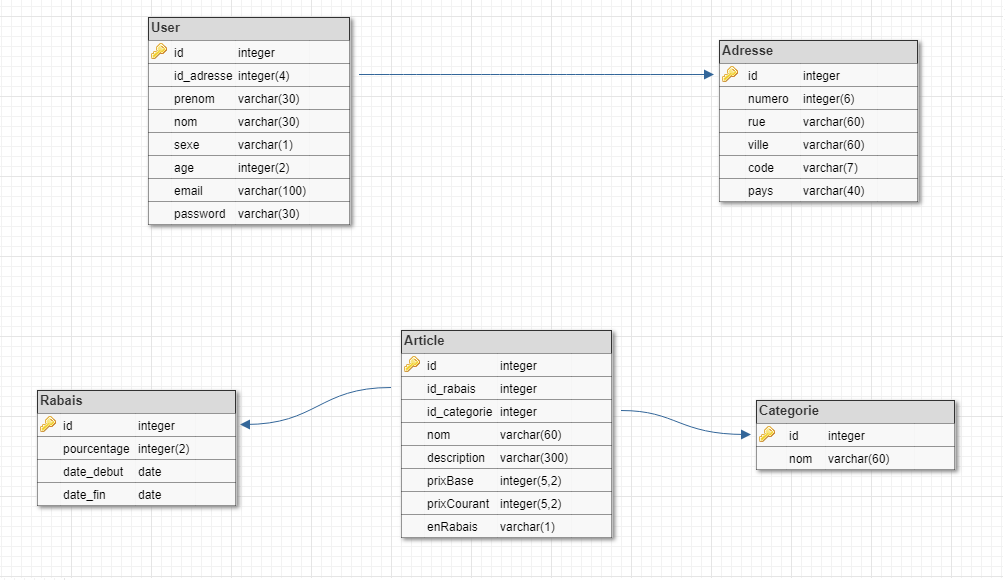 User
id integer
id_adresse integer(4)
prenom varchar(30)
nom varchar(30)
sexe varchar(1)
age integer(2)
email varchar(100)
password varchar(30)
Adresse
id integer
numero integer(6)
rue varchar(60)
ville varchar(60)
code varchar(7)
pays varchar(40)
Rabais
id integer
pourcentage integer(2)
date_debut date
date_fin date
Article
id integer
id_rabais integer
id_categorie integer
nom varchar(60)
description varchar(300)
prixBase integer(5,2)
prixCourant integer(5,2)
enRabais varchar(1)
Categorie
id integer
nom varchar(60)